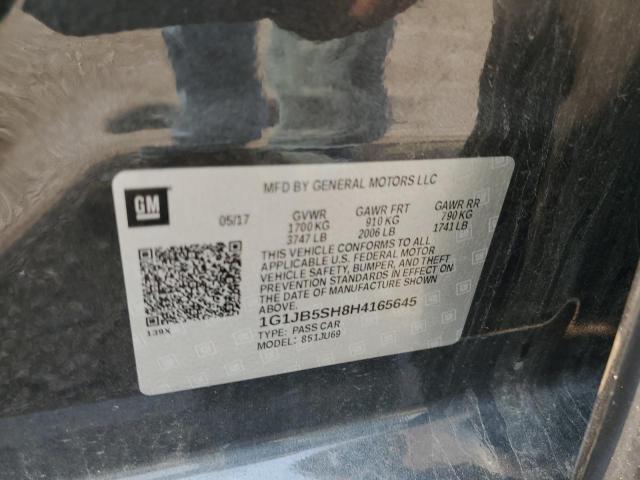 GM
MFD BY GENERAL MOTORS LLC
05/17 GVWR GAWR FRT GAWR RR
1700 KG 910 KG 790 KG
3747 LB 2006 LB 1741 LB
THIS VEHICLE CONFORMS TO ALL
APPLICABLE U.S. FEDERAL MOTOR
VEHICLE SAFETY, BUMPER, AND THEFT
PREVENTION STANDARDS IN EFFECT ON
THE DATE OF MANUFACTURE SHOWN
ABOVE.
139X
1G1JB5SH8H4165645
TYPE: PASS CAR
MODEL: 851JU69